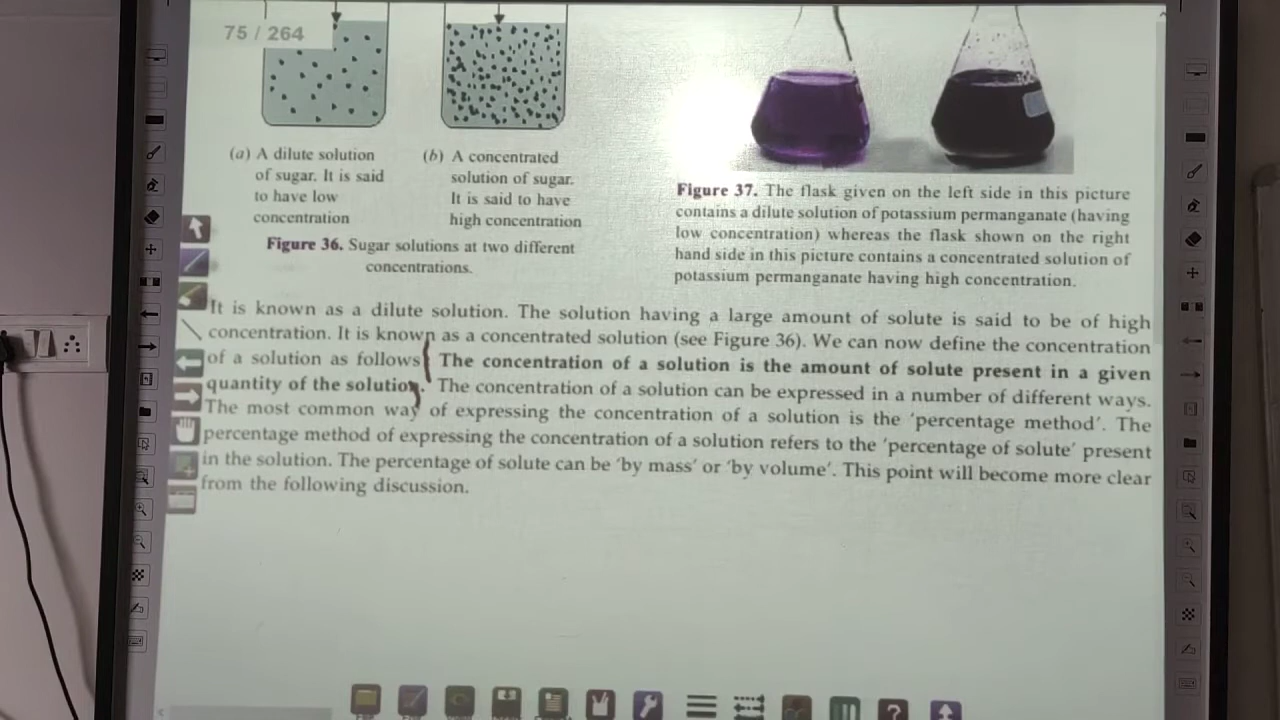 75 / 264
(a) A dilute solution
of sugar. It is said
to have low
concentration
(b) A concentrated
solution of sugar.
It is said to have
high concentration
Figure 36. Sugar solutions at two different
concentrations.
Figure 37. The flask given on the left side in this picture
contains a dilute solution of potassium permanganate (having
low concentration) whereas the flask shown on the right
hand side in this picture contains a concentrated solution of
potassium permanganate having high concentration.
It is known as a dilute solution. The solution having a large amount of solute is said to be of high
concentration. It is known as a concentrated solution (see Figure 36). We can now define the concentration
of a solution as follows The concentration of a solution is the amount of solute present in a given
quantity of the solution. The concentration of a solution can be expressed in a number of different ways.
The most common way of expressing the concentration of a solution is the 'percentage method'. The
percentage method of expressing the concentration of a solution refers to the 'percentage of solute' present
in the solution. The percentage of solute can be 'by mass' or 'by volume'. This point will become more clear
from the following discussion.